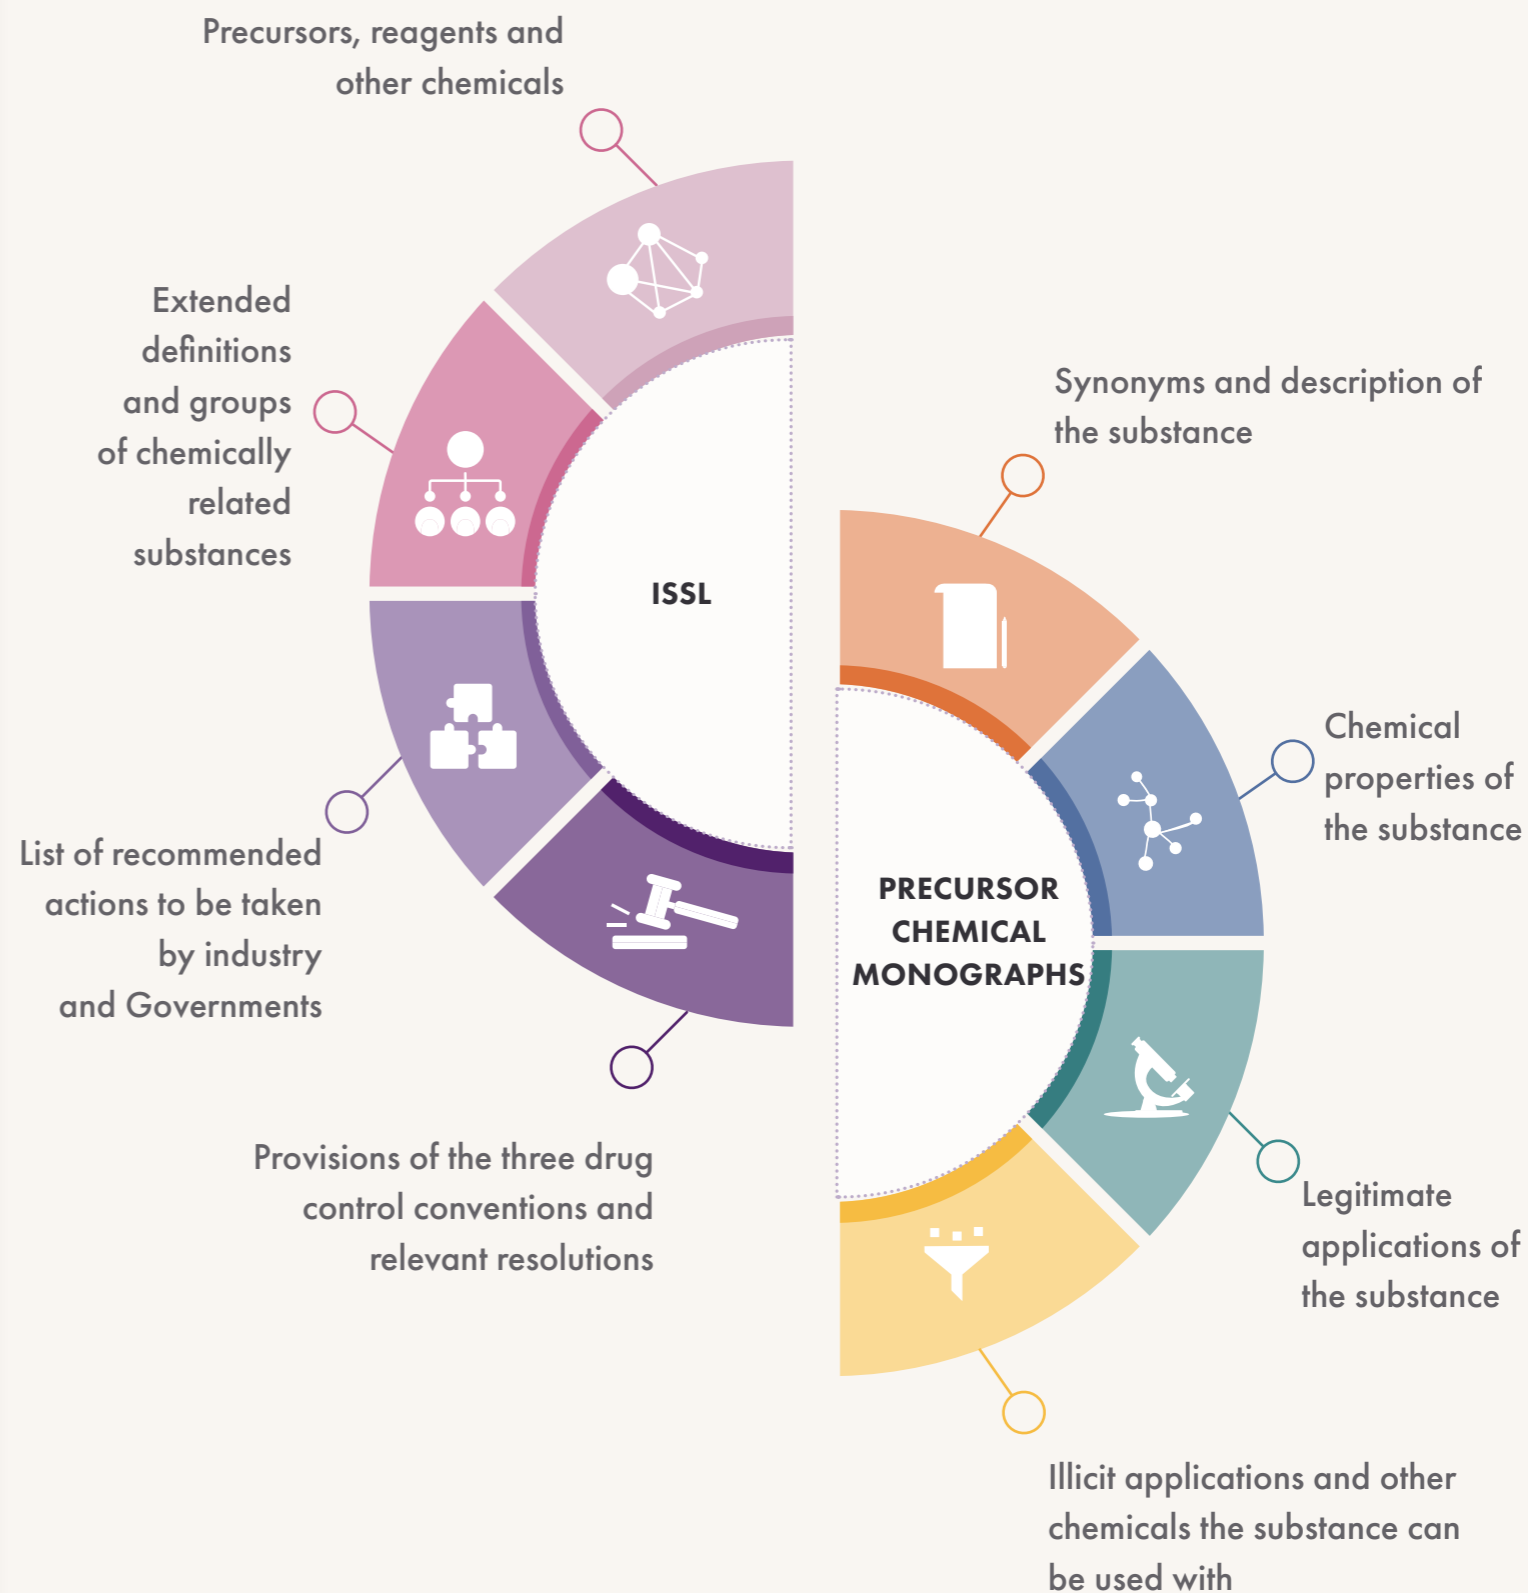 Precursors, reagents and
other chemicals
Extended
definitions
and groups
of chemically
related
substances
ISSL
List of recommended
actions to be taken
by industry
and Governments
Provisions of the three drug
control conventions and
relevant resolutions
Synonyms and description of
the substance
Chemical
properties of
the substance
PRECURSOR
CHEMICAL
MONOGRAPHS
Legitimate
applications of
the substance
Illicit applications and other
chemicals the substance can
be used with